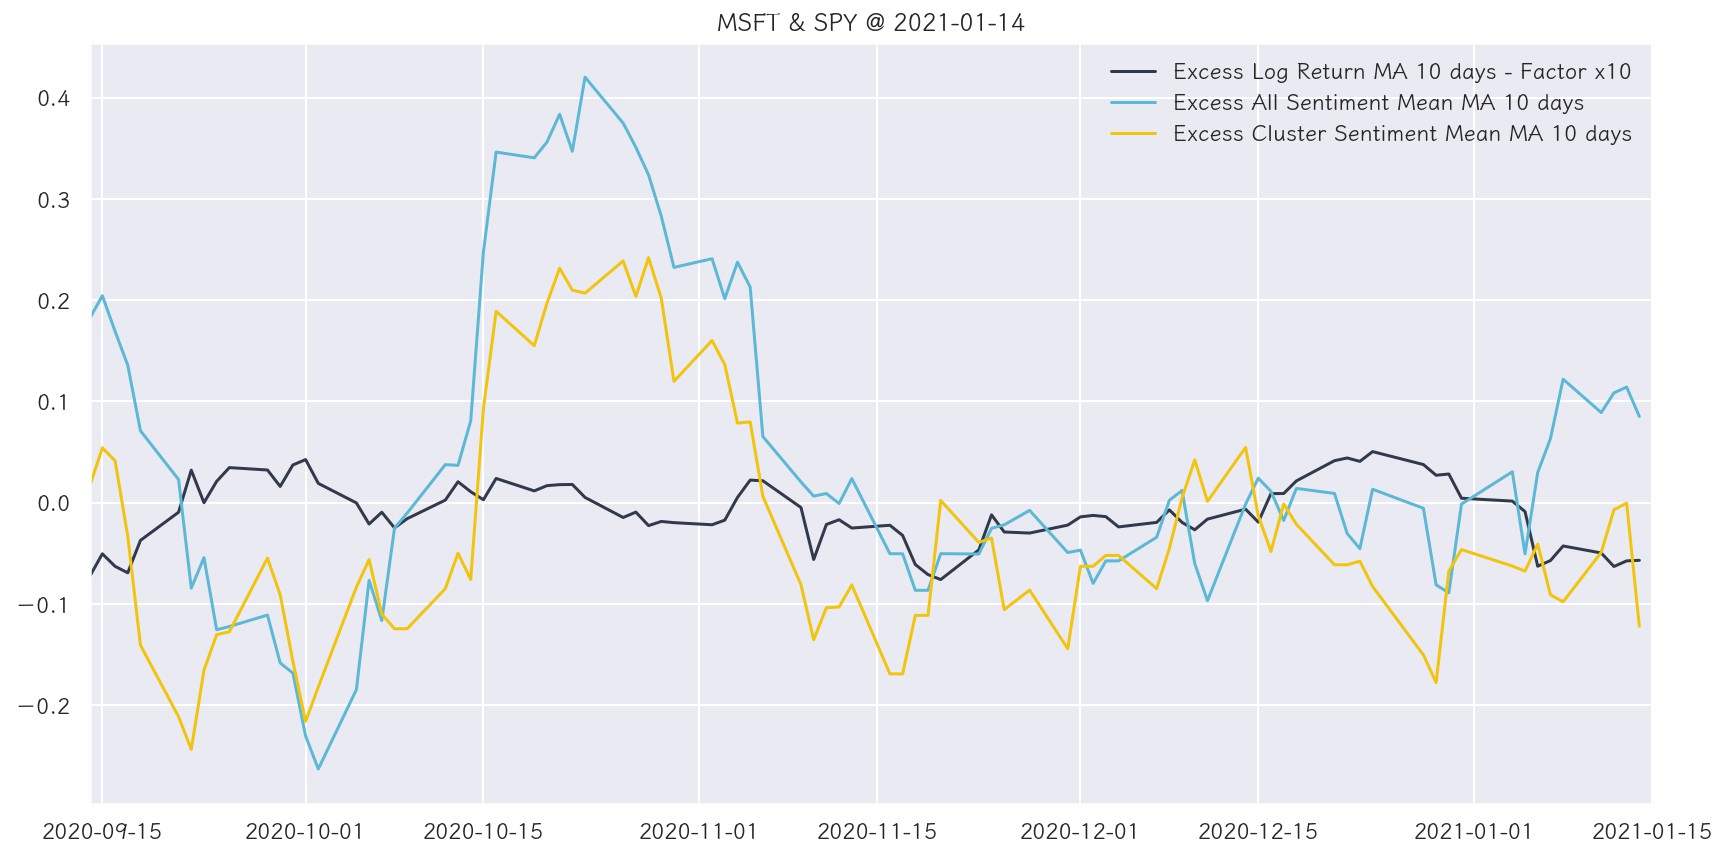 MSFT & SPY @ 2021-01-14
Excess Log Return MA 10 days - Factor x10
Excess All Sentiment Mean MA 10 days
Excess Cluster Sentiment Mean MA 10 days
0.4
0.3
0.2
0.1
0.0
−0.1
−0.2
2020-09-15 2020-10-01 2020-10-15 2020-11-01 2020-11-15 2020-12-01 2020-12-15 2021-01-01 2021-01-15